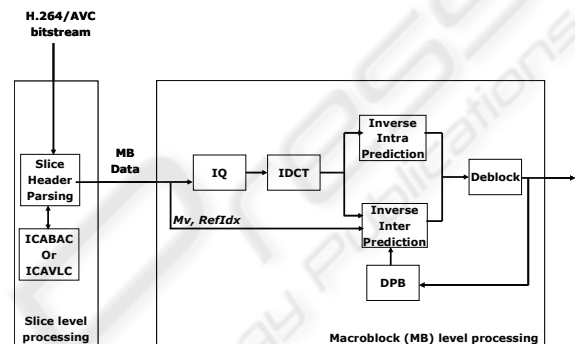 H.264/AVC
bitstream
Slice
Header
Parsing
ICABAC
Or
ICAVLC
Slice level
processing
MB
Data
IQ
IDCT
Mv, RefIdx
Inverse
Intra
Prediction
Inverse
Inter
Prediction
DPB
Deblock
Macroblock (MB) level processing